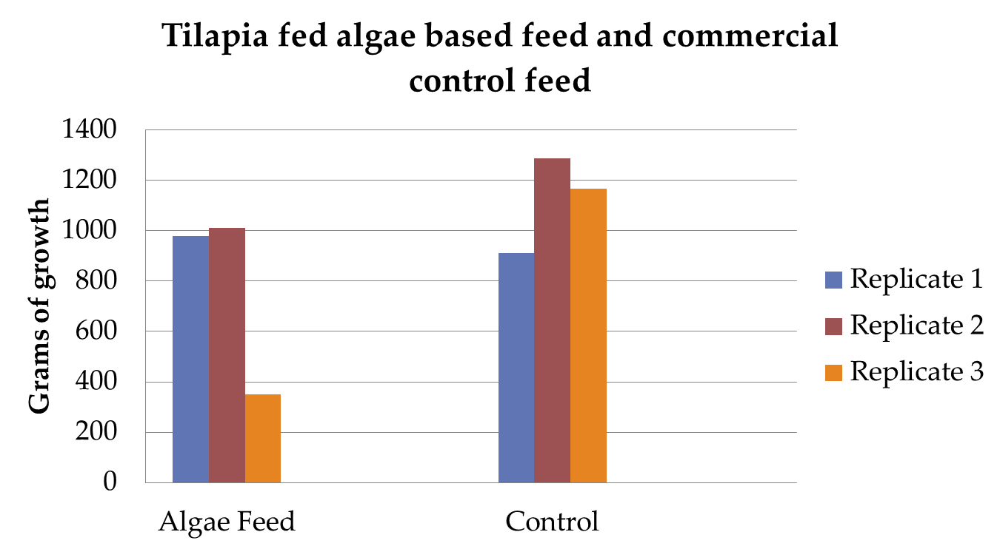 Tilapia fed algae based feed and commercial
control feed
1400
1200
1000
800
600
400
200
0
Grams of growth
Algae Feed
Control
Replicate 1
Replicate 2
Replicate 3